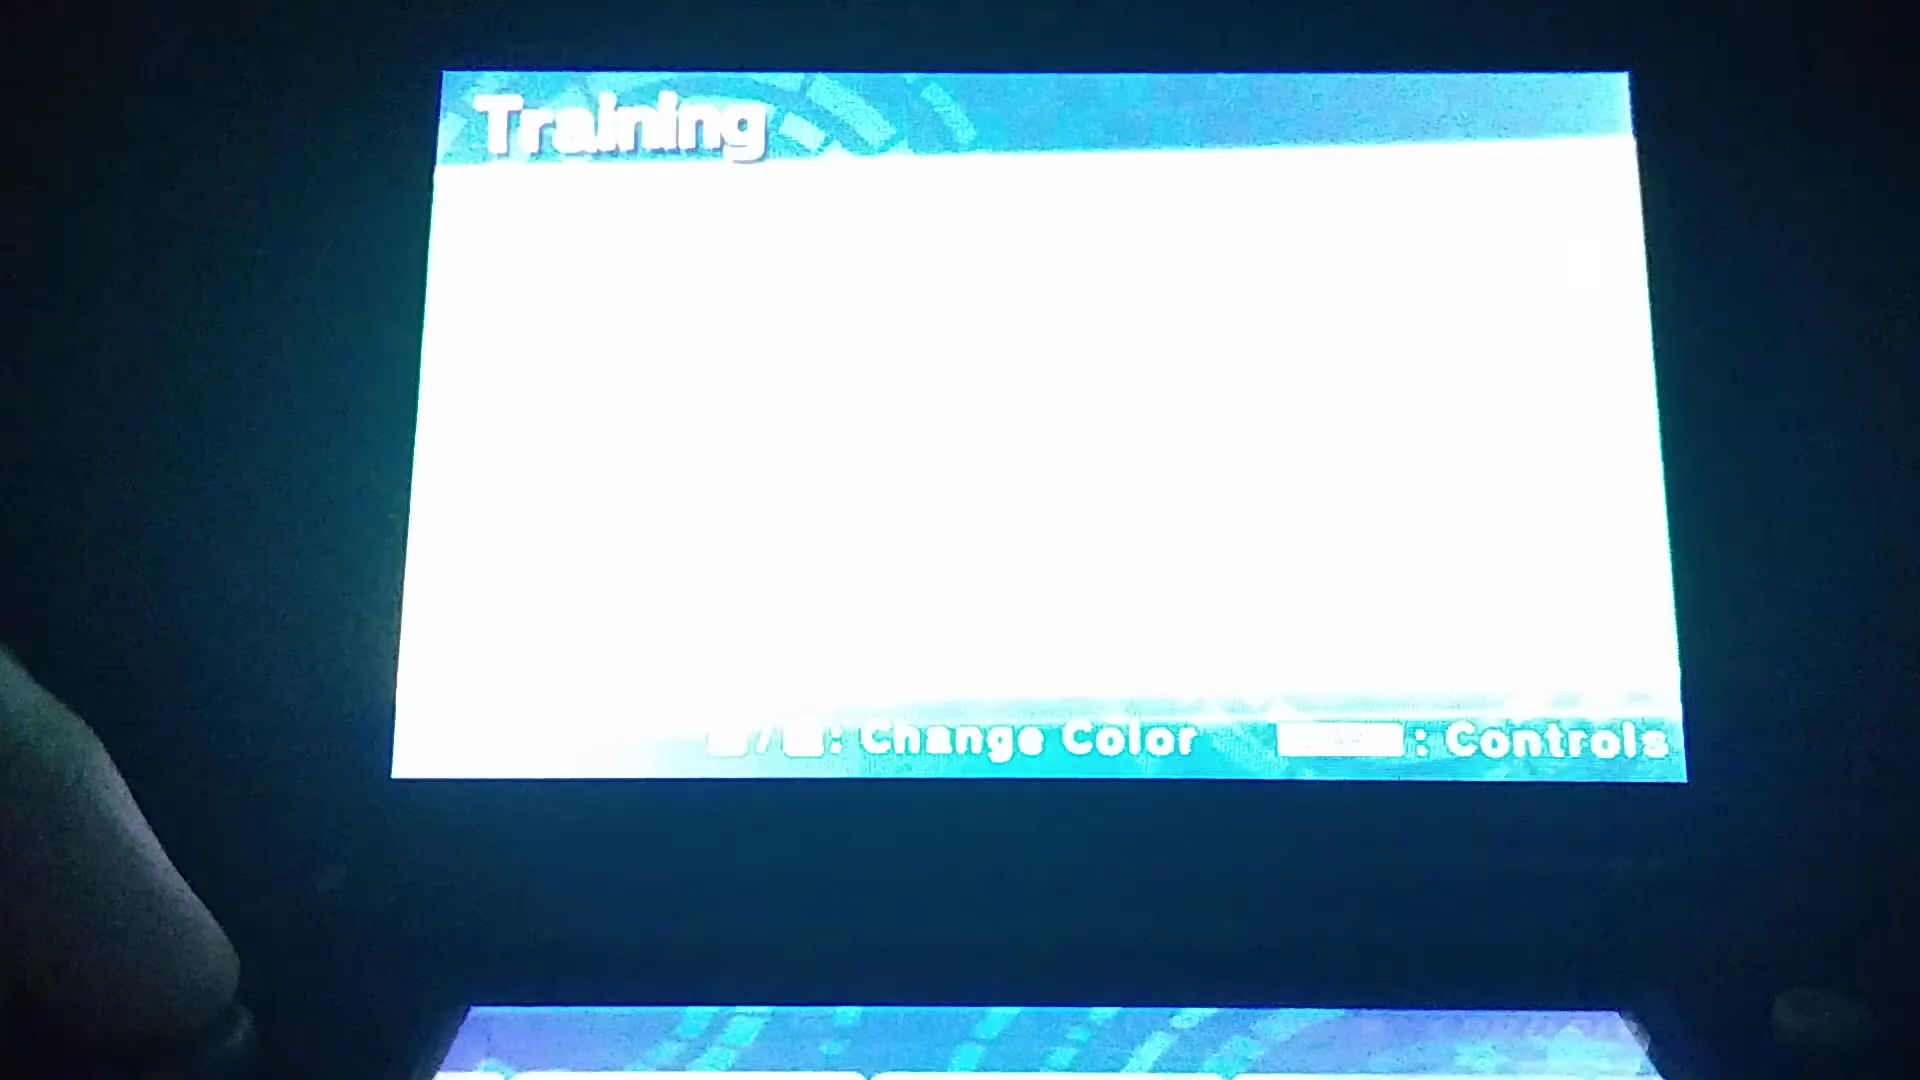 Training
/ : Change Color
: Controls